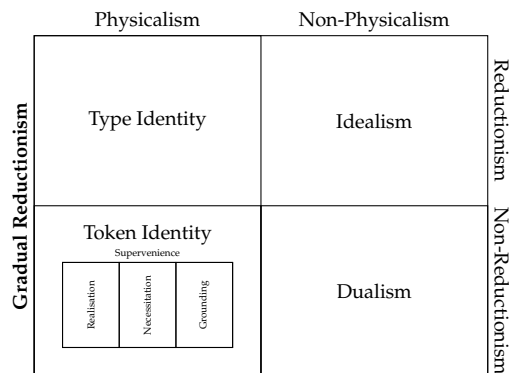 Physicalism
Non-Physicalism
Gradual Reductionism
Type Identity
Idealism
Reductionism
Token Identity
Supervenience
Realisation
Necessitation
Grounding
Dualism
Non-Reductionism